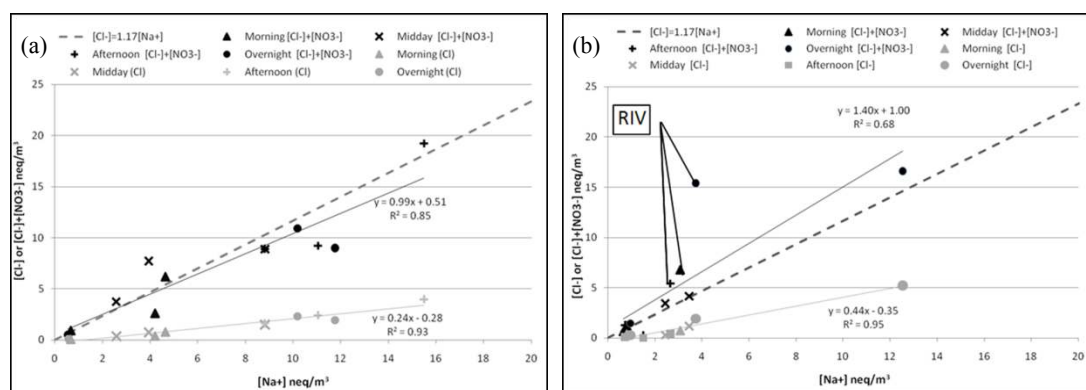 (a)
[Cl-]=1.17[Na+] Morning [Cl-]+[NO3-] Midday [Cl-]+[NO3-]
Afternoon [Cl-]+[NO3-] Overnight [Cl-]+[NO3-] Morning (Cl)
Midday (Cl) Afternoon (Cl) Overnight (Cl)
[Cl-] or [Cl-]+[NO3-] neq/m³
25
20
15
10
5
0
y = 0.99x + 0.51
R² = 0.85
y = 0.24x - 0.28
R² = 0.93
0 2 4 6 8 10 12 14 16 18 20
[Na+] neq/m³
(b)
[Cl-]=1.17[Na+] Morning [Cl-]+[NO3-] Midday [Cl-]+[NO3-]
Afternoon [Cl-]+[NO3-] Overnight [Cl-]+[NO3-] Morning [Cl-]
Midday [Cl-] Afternoon [Cl-] Overnight [Cl-]
[Cl-] or [Cl-]+[NO3-] neq/m³
25
20
15
10
5
0
RIV
y = 1.40x + 1.00
R² = 0.68
y = 0.44x - 0.35
R² = 0.95
0 2 4 6 8 10 12 14 16 18 20
[Na+] neq/m³